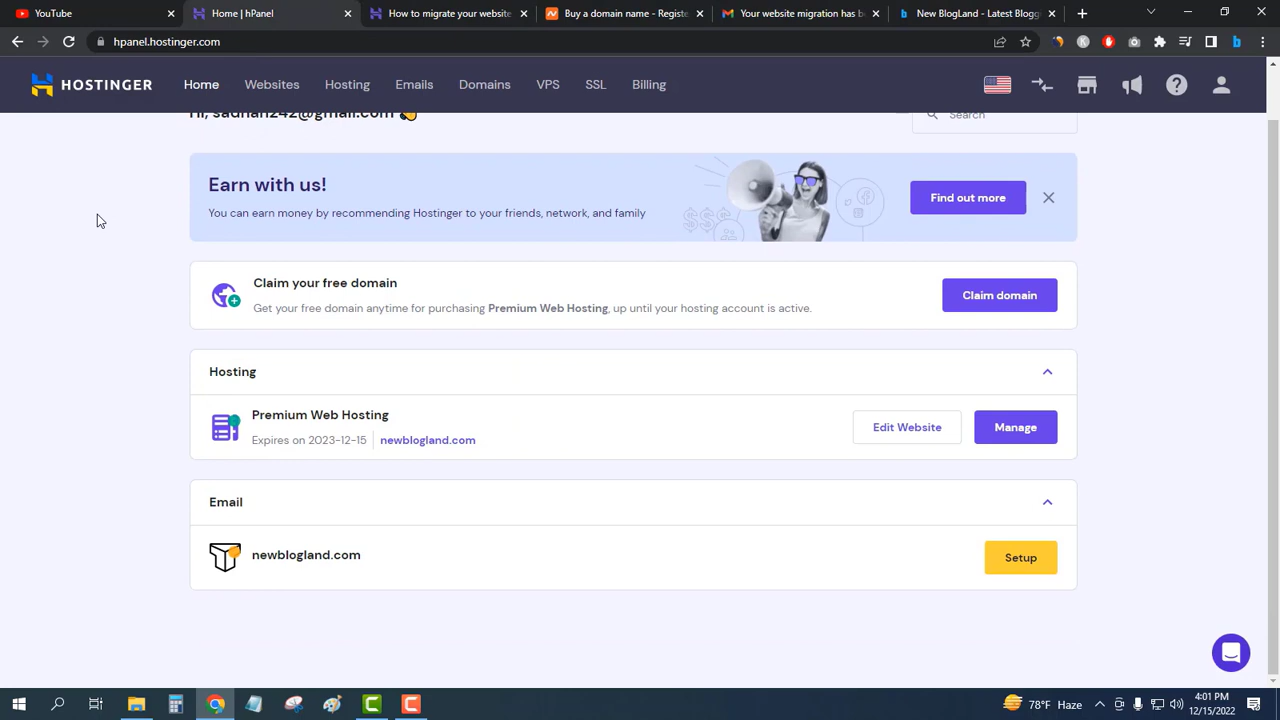 YouTube
Home | hPanel
How to migrate your website
Buy a domain name - Registe
Your website migration has b
New BlogLand - Latest Bloggi
hpanel.hostinger.com
HOSTINGER
Home
Websites
Hosting
Emails
Domains
VPS
SSL
Billing
Hi, sadhan242@gmail.com
Search
Earn with us!
You can earn money by recommending Hostinger to your friends, network, and family
Find out more
Claim your free domain
Get your free domain anytime for purchasing Premium Web Hosting, up until your hosting account is active.
Claim domain
Hosting
Premium Web Hosting
Expires on 2023-12-15
newblogland.com
Edit Website
Manage
Email
newblogland.com
Setup
78°F Haze
4:01 PM
12/15/2022